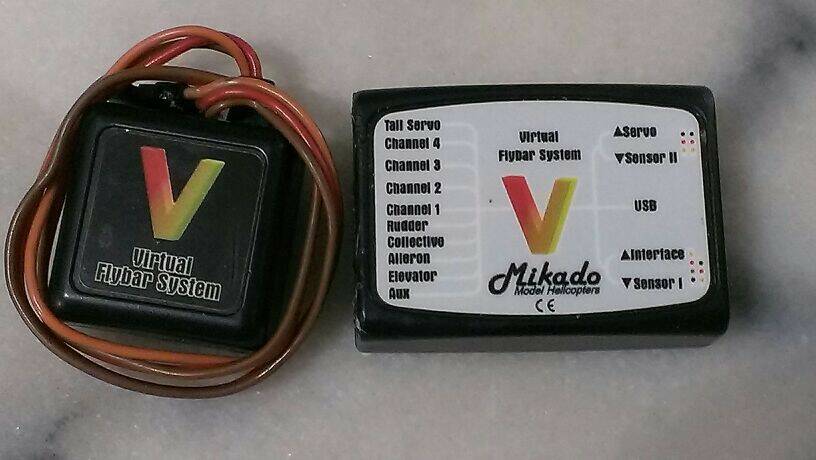 V
Virtual
Flybar System
Tail Servo
Channel 4
Channel 3
Channel 2
Channel 1
Rudder
Collective
Aileron
Elevator
Aux
Virtual
Flybar System
V
Mikado
Model Helicopters
CE
▲Servo
▼Sensor II
USB
▲Interface
▼Sensor I